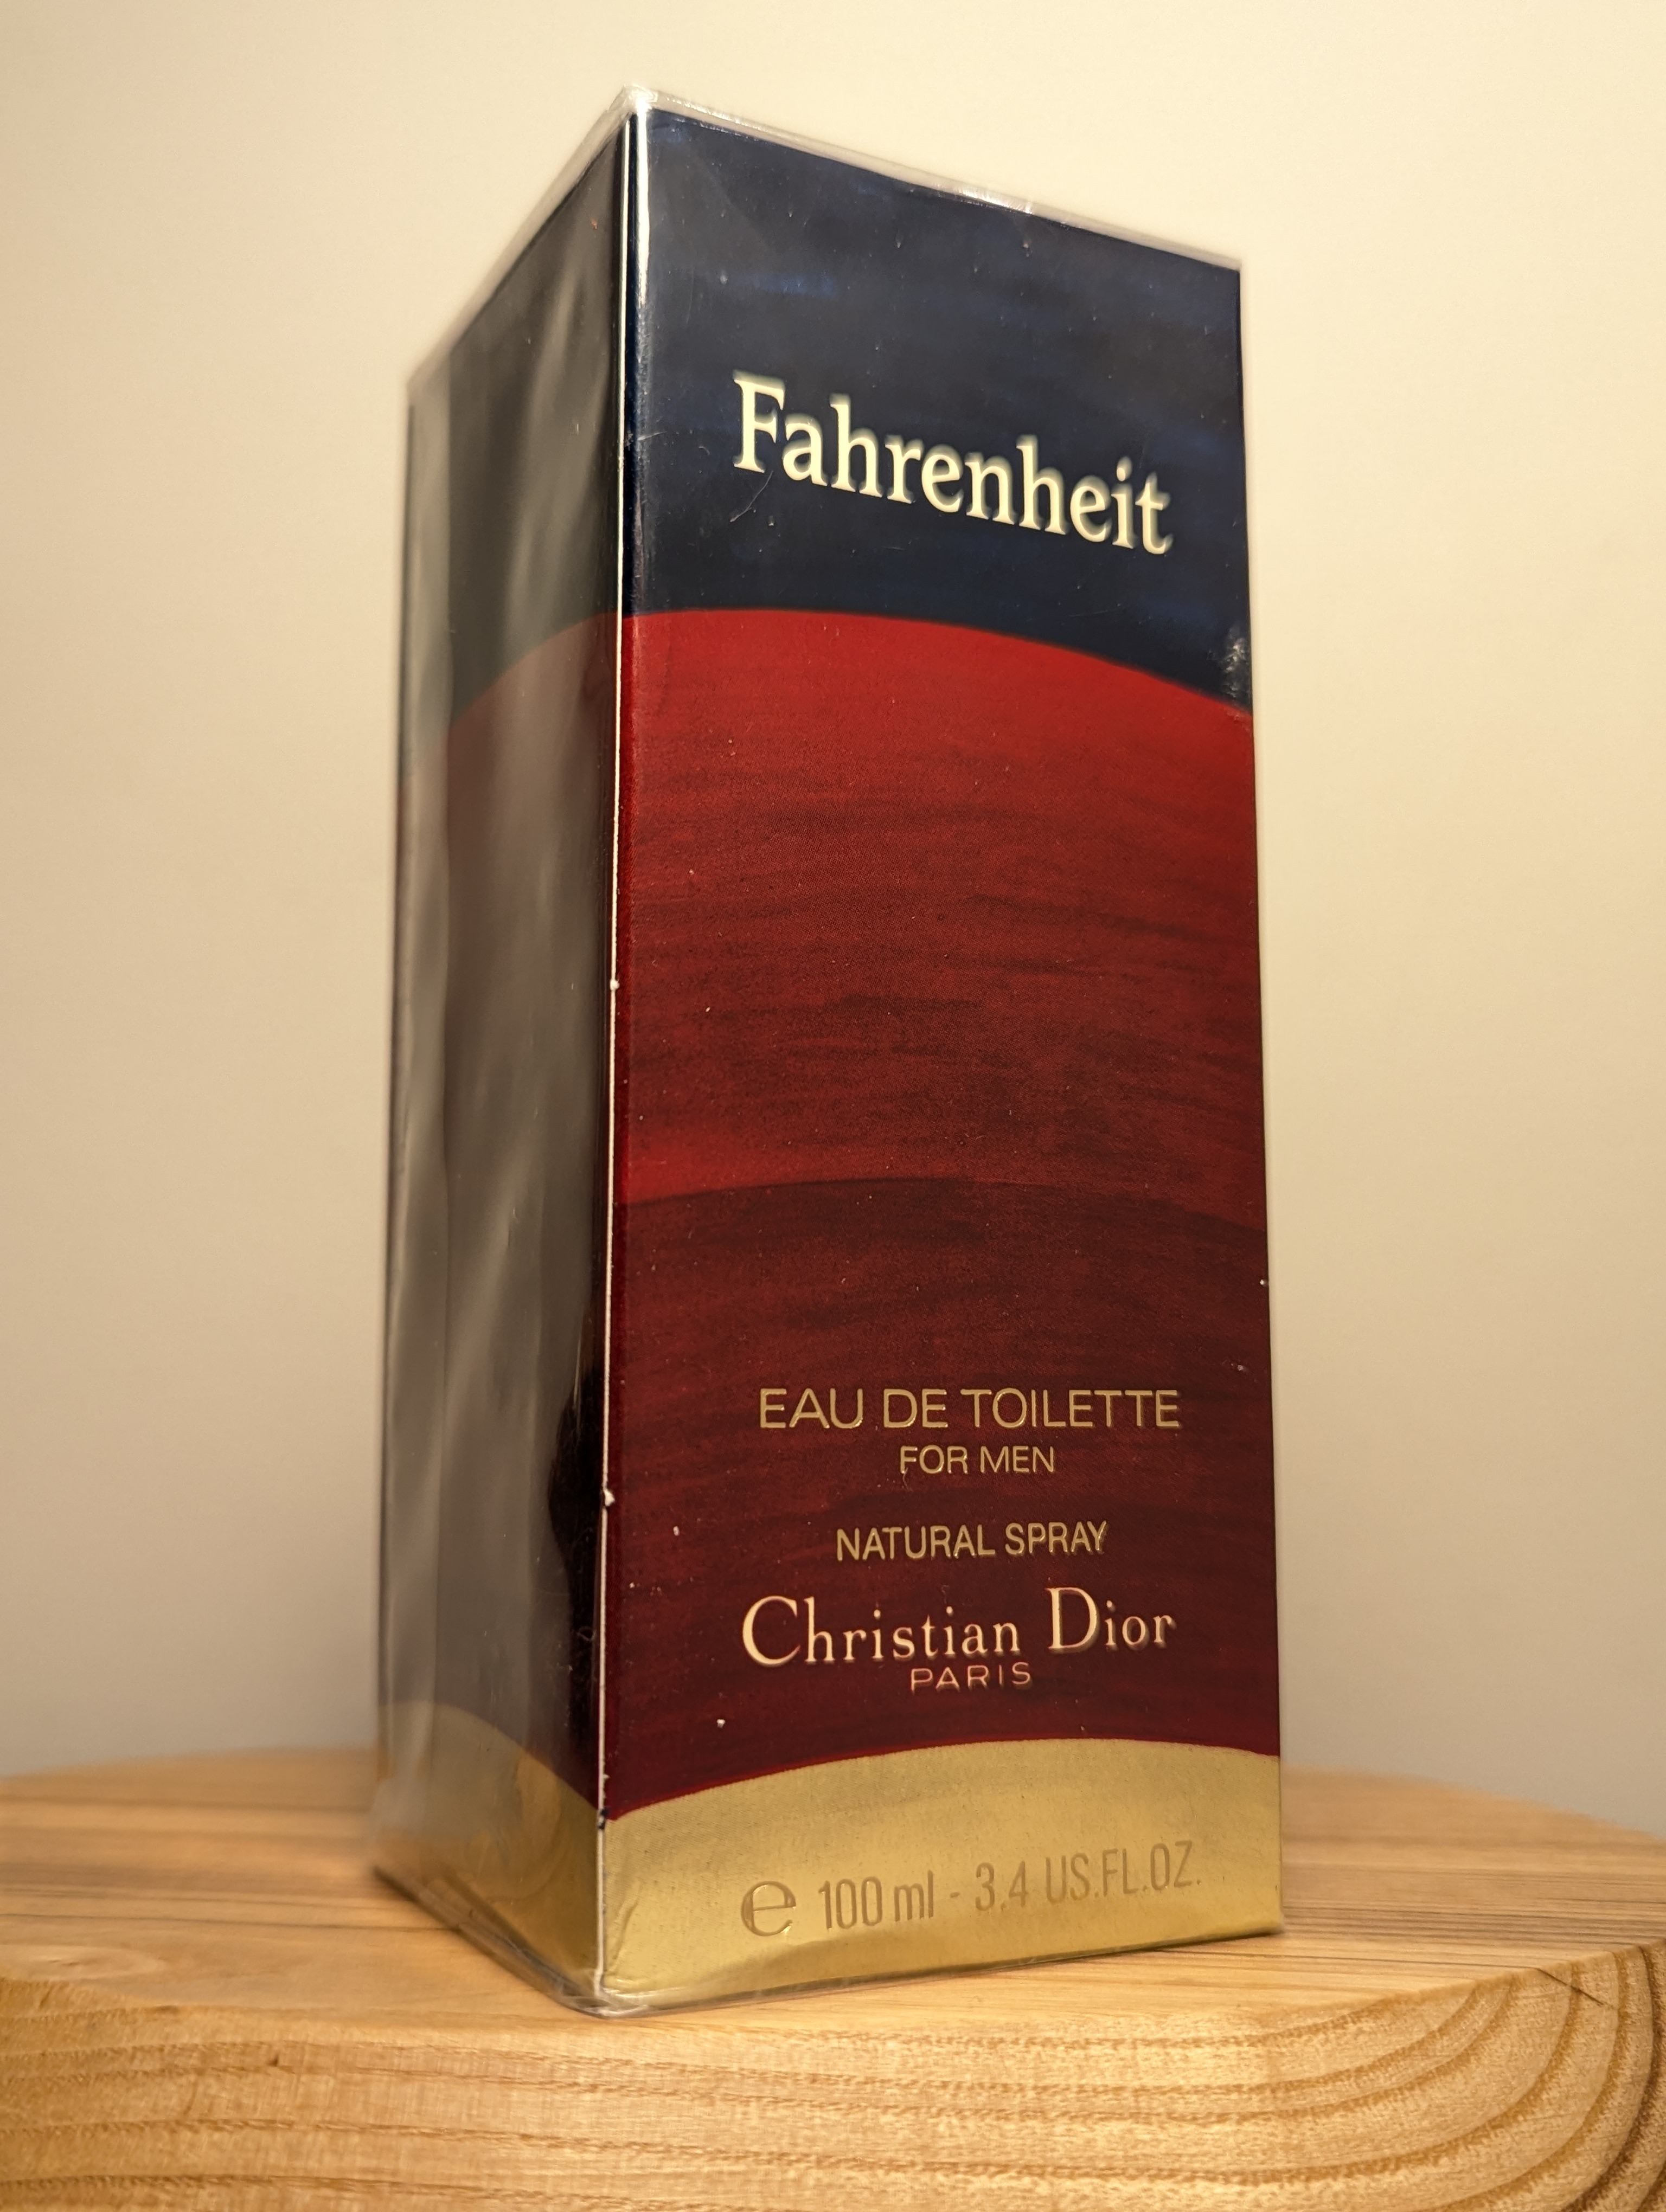 Fahrenheit
EAU DE TOILETTE
FOR MEN
NATURAL SPRAY
Christian Dior
PARIS
℮ 100 ml - 3.4 US.FL.OZ.